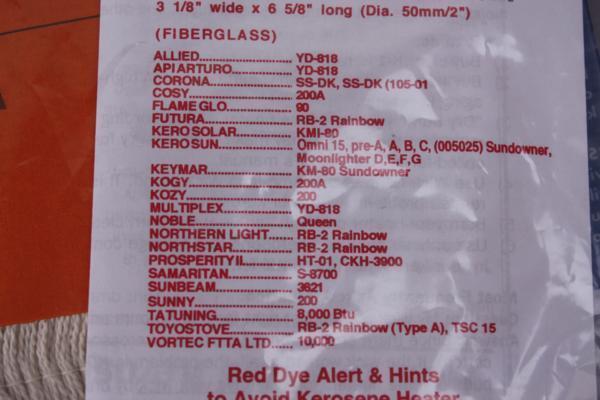 3 1/8" wide x 6 5/8" long (Dia. 50mm/2")
(FIBERGLASS)
ALLIED........................ YD-818
API ARTURO............... YD-818
CORONA..................... SS-DK, SS-DK (105-01
COSY........................... 200A
FLAME GLO................ 90
FUTURA....................... RB-2 Rainbow
KERO SOLAR.............. KMI-80
KERO SUN................... Omni 15, pre-A, A, B, C, (005025) Sundowner,
Moonlighter D,E,F,G
KEYMAR...................... KM-80 Sundowner
KOGY........................... 200A
KOZY........................... 200
MULTIPLEX................. YD-818
NOBLE......................... Queen
NORTHERN LIGHT...... RB-2 Rainbow
NORTHSTAR................ RB-2 Rainbow
PROSPERITY II............ HT-01, CKH-3900
SAMARITAN................ S-8700
SUNBEAM................... 3821
SUNNY......................... 200
TATUNING................... 8,000 Btu
TOYOSTOVE................ RB-2 Rainbow (Type A), TSC 15
VORTEC FTTA LTD...... 10,000
Red Dye Alert & Hints
to Avoid Kerosene Heater